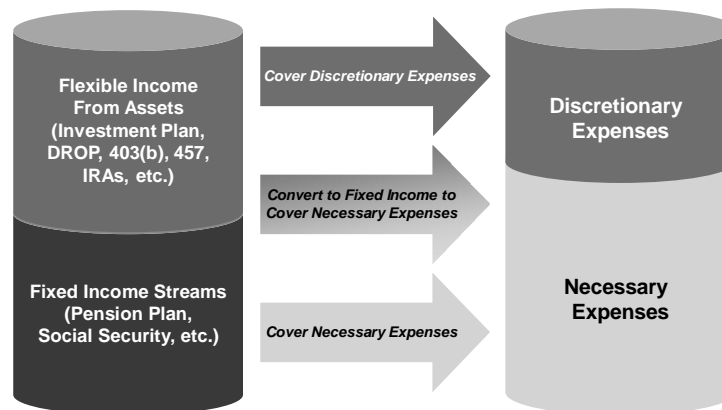 Flexible Income
From Assets
(Investment Plan,
DROP, 403(b), 457,
IRAs, etc.)
Fixed Income Streams
(Pension Plan,
Social Security, etc.)
Cover Discretionary Expenses
Convert to Fixed Income to
Cover Necessary Expenses
Cover Necessary Expenses
Discretionary
Expenses
Necessary
Expenses